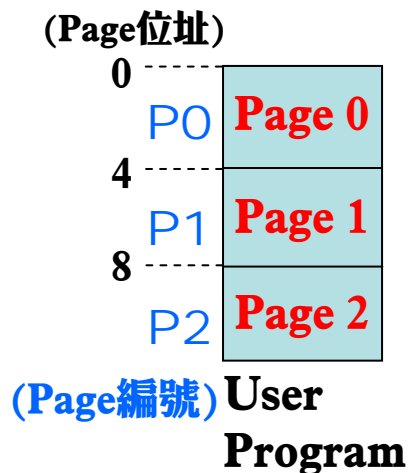 (Page位址)
0
P0 Page 0
4
P1 Page 1
8
P2 Page 2
(Page編號) User
Program